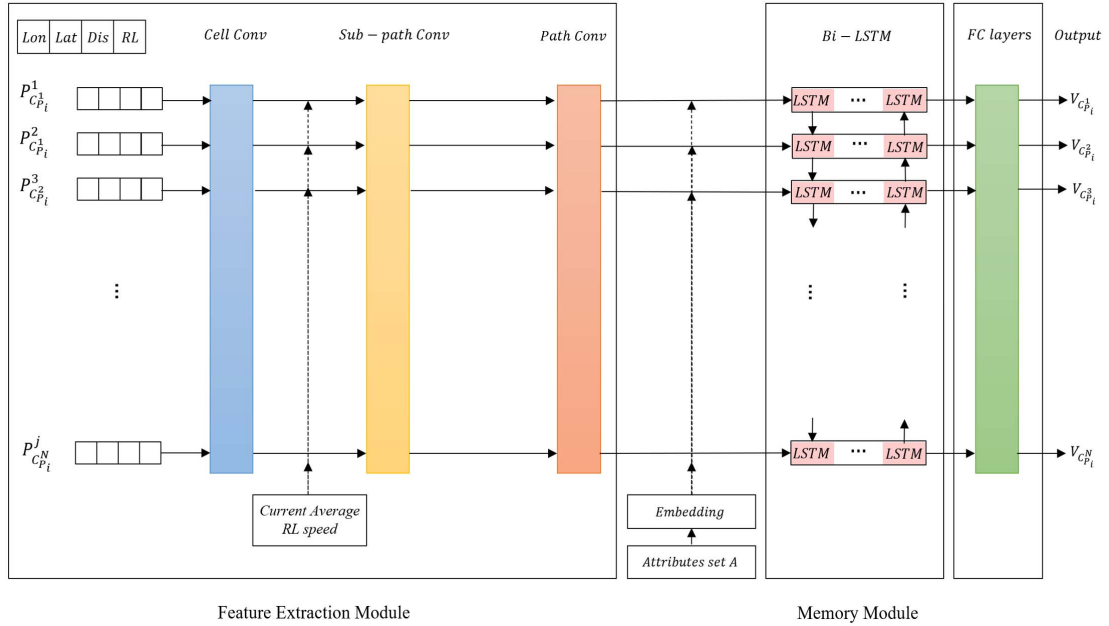 Lon Lat Dis RL Cell Conv Sub − path Conv Path Conv Bi − LSTM FC layers Output
P^1_{C^1_{P_i}} LSTM ⋯ LSTM V_{C^1_{P_i}}
P^2_{C^1_{P_i}} LSTM ⋯ LSTM V_{C^2_{P_i}}
P^3_{C^2_{P_i}} LSTM ⋯ LSTM V_{C^3_{P_i}}
⋮ ⋮ ⋮ ⋮
P^j_{C^N_{P_i}} LSTM ⋯ LSTM V_{C^N_{P_i}}
Current Average
RL speed
Embedding
Attributes set A
Feature Extraction Module Memory Module